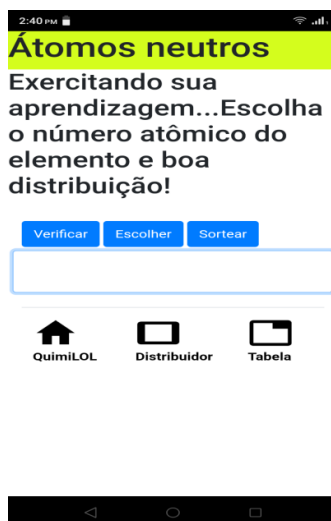 2:40 PM
Átomos neutros
Exercitando sua
aprendizagem...Escolha
o número atômico do
elemento e boa
distribuição!
Verificar Escolher Sortear
QuimiLOL Distribuidor Tabela